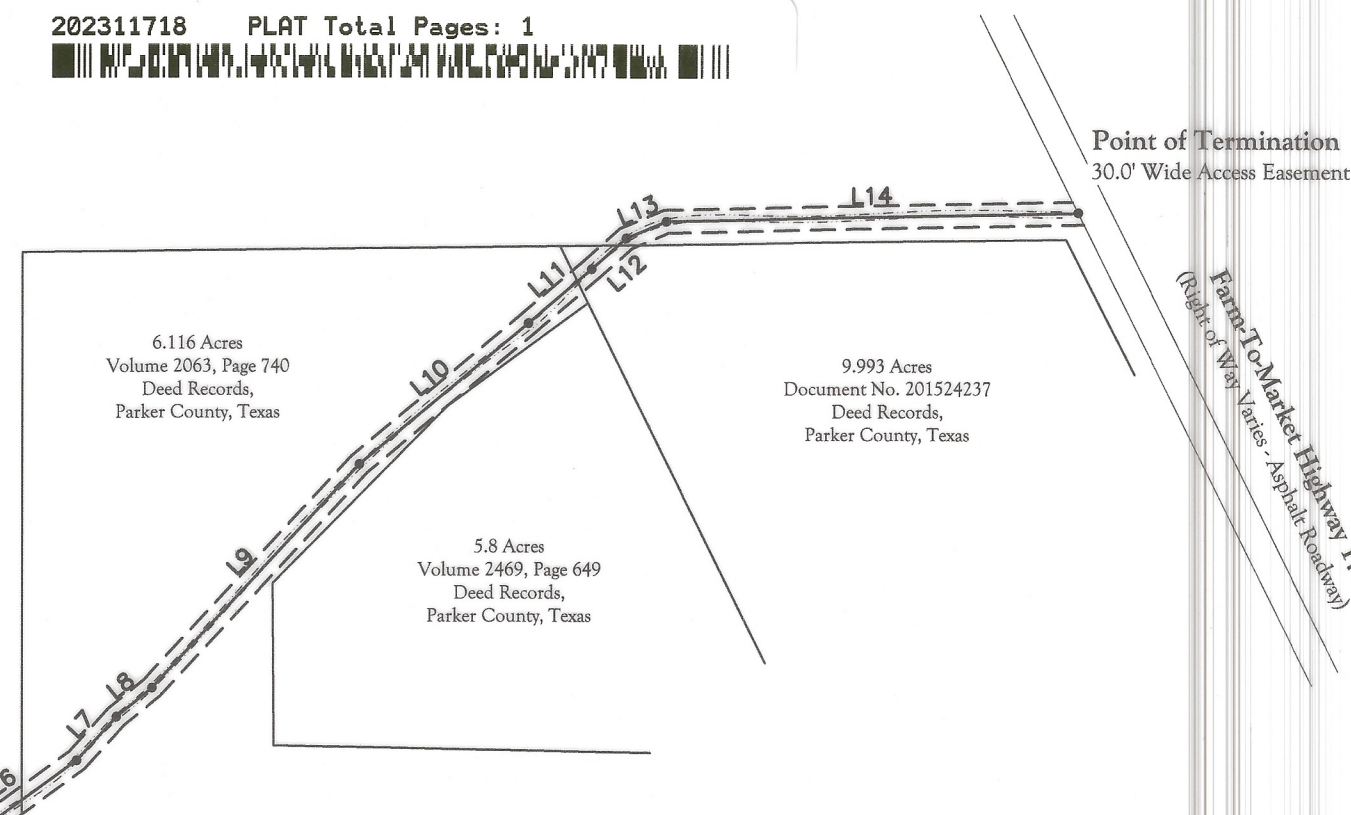 202311718 PLAT Total Pages: 1
Point of Termination
30.0' Wide Access Easement
L14
L13
L12
L11
L10
6.116 Acres
Volume 2063, Page 740
Deed Records,
Parker County, Texas
9.993 Acres
Document No. 201524237
Deed Records,
Parker County, Texas
Farm-To-Market Highway
(Right of Way Varies - Asphalt Roadway)
5.8 Acres
Volume 2469, Page 649
Deed Records,
Parker County, Texas
L9
L8
L7
6